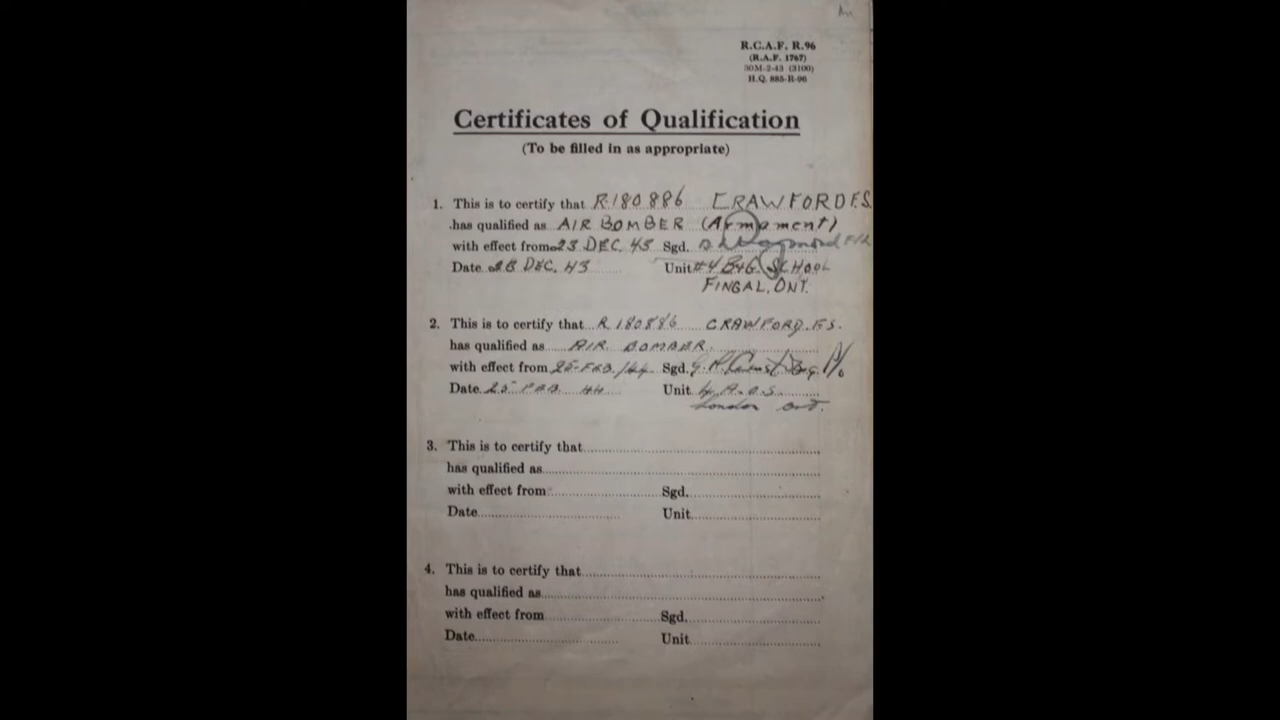 R.C.A.F. R.96
(R.A.F. 1767)
30M-2-43 (3100)
H.Q. 885-R-96
Certificates of Qualification
(To be filled in as appropriate)
1. This is to certify that R.180886 CRAWFORD F.S.
has qualified as AIR BOMBER (Armament)
with effect from 23 DEC. 43 Sgd.
Date 23 DEC. 43 Unit #4 B&G SCHOOL
FINGAL, ONT.
2. This is to certify that R.180886 CRAWFORD. F.S.
has qualified as AIR BOMBER.
with effect from 25 FEB./44 Sgd.
Date 25 FEB. 44 Unit 4 A.O.S.
London Ont.
3. This is to certify that
has qualified as
with effect from Sgd.
Date Unit
4. This is to certify that
has qualified as
with effect from Sgd.
Date Unit